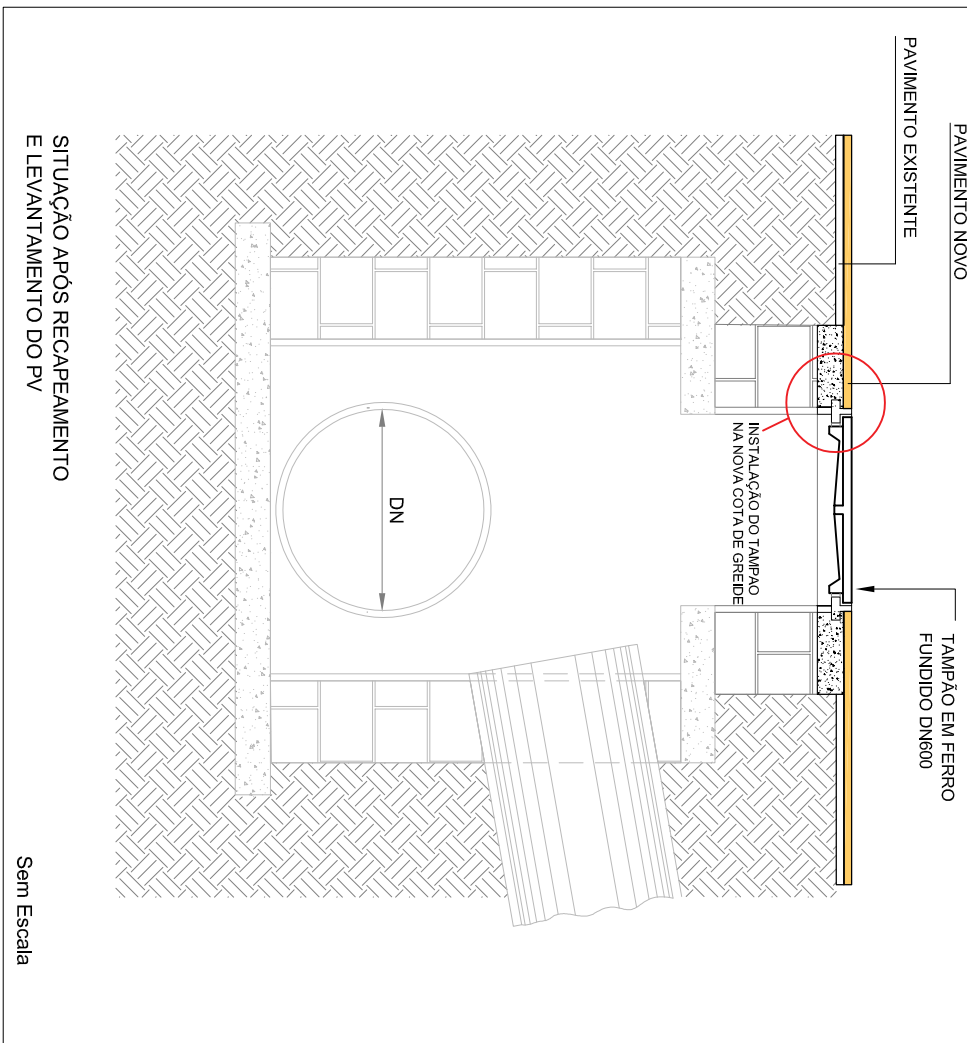 PAVIMENTO NOVO
PAVIMENTO EXISTENTE
TAMPÃO EM FERRO
FUNDIDO DN600
INSTALAÇÃO DO TAMPAO
NA NOVA COTA DE GREIDE
DN
SITUAÇÃO APÓS RECAPEAMENTO
E LEVANTAMENTO DO PV
Sem Escala